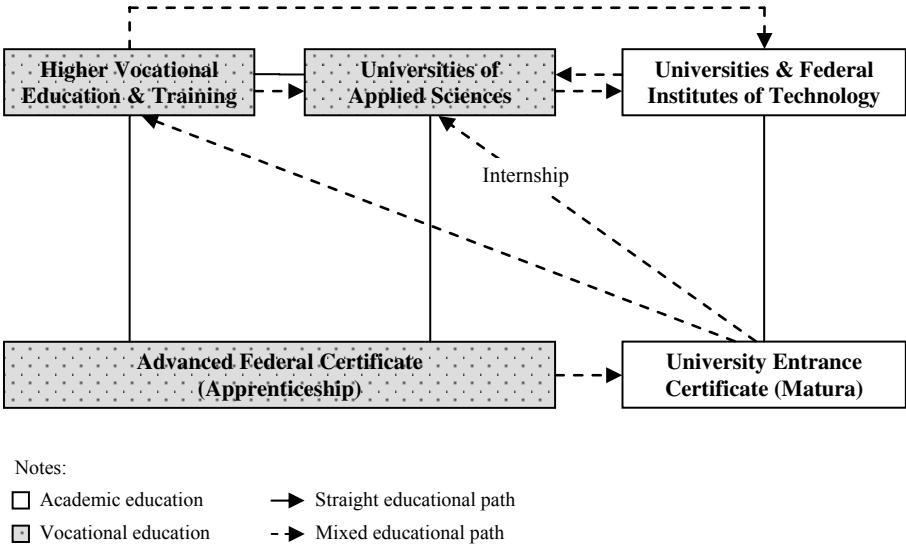 Higher Vocational
Education & Training
Universities of
Applied Sciences
Universities & Federal
Institutes of Technology
Internship
Advanced Federal Certificate
(Apprenticeship)
University Entrance
Certificate (Matura)
Notes:
Academic education
Straight educational path
Vocational education
Mixed educational path